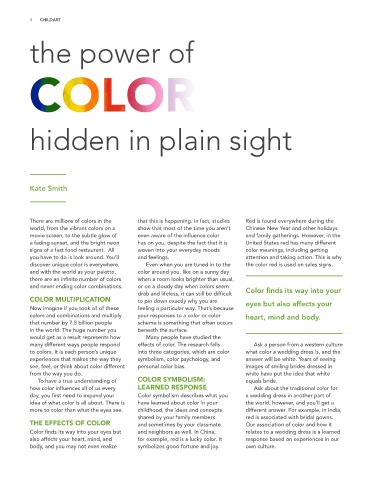 4 CHILDART
the power of
COLOR
hidden in plain sight
Kate Smith
There are millions of colors in the
world, from the vibrant colors on a
movie screen, to the subtle glow of
a fading sunset, and the bright neon
signs of a fast food restaurant. All
you have to do is look around. You'll
discover unique color is everywhere,
and with the world as your palette,
there are an infinite number of colors
and never ending color combinations.
COLOR MULTIPLICATION
Now imagine if you took all of these
colors and combinations and multiply
that number by 7.5 billion people
in the world. The huge number you
would get as a result represents how
many different ways people respond
to colors. It is each person's unique
experiences that makes the way they
see, feel, or think about color different
from the way you do.
To have a true understanding of
how color influences all of us every
day, you first need to expand your
idea of what color is all about. There is
more to color than what the eyes see.
THE EFFECTS OF COLOR
Color finds its way into your eyes but
also affects your heart, mind, and
body, and you may not even realize
that this is happening. In fact, studies
show that most of the time you aren't
even aware of the influence color
has on you, despite the fact that it is
woven into your everyday moods
and feelings.
Even when you are tuned in to the
color around you, like on a sunny day
when a room looks brighter than usual,
or on a cloudy day when colors seem
drab and lifeless, it can still be difficult
to pin down exactly why you are
feeling a particular way. That's because
your responses to a color or color
scheme is something that often occurs
beneath the surface.
Many people have studied the
effects of color. The research falls
into three categories, which are color
symbolism, color psychology, and
personal color bias.
COLOR SYMBOLISM:
LEARNED RESPONSE
Color symbolism describes what you
have learned about color in your
childhood, the ideas and concepts
shared by your family members
and sometimes by your classmate
and neighbors as well. In China,
for example, red is a lucky color. It
symbolizes good fortune and joy.
Red is found everywhere during the
Chinese New Year and other holidays
and family gatherings. However, in the
United States red has many different
color meanings, including getting
attention and taking action. This is why
the color red is used on sales signs.
Color finds its way into your
eyes but also affects your
heart, mind and body.
Ask a person from a western culture
what color a wedding dress is, and the
answer will be white. Years of seeing
images of smiling brides dressed in
white have put the idea that white
equals bride.
Ask about the traditional color for
a wedding dress in another part of
the world, however, and you'll get a
different answer. For example, in India,
red is associated with bridal gowns.
Our association of color and how it
relates to a wedding dress is a learned
response based on experiences in our
own culture.